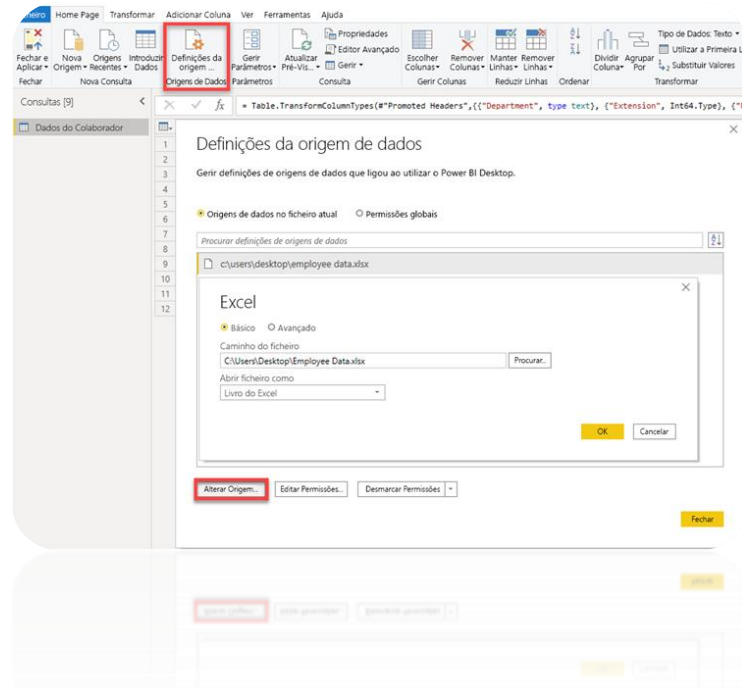 Home Page Transformar Adicionar Coluna Ver Ferramentas Ajuda
Fechar e Aplicar
Nova Origem
Origens Recentes
Introduzir Dados
Definições da origem ...
Gerir Parâmetros
Atualizar Pré-Vis...
Propriedades
Editor Avançado
Gerir
Escolher Colunas
Remover Colunas
Manter Linhas
Remover Linhas
Dividir Coluna
Agrupar Por
Tipo de Dados: Texto
Utilizar a Primeira L
Substituir Valores
Fechar Nova Consulta Origens de Dados Parâmetros Consulta Gerir Colunas Reduzir Linhas Ordenar Transformar
Consultas [9]
fx = Table.TransformColumnTypes(#"Promoted Headers",{{"Department", type text}, {"Extension", Int64.Type}, {"
Dados do Colaborador
1
2
3
4
5
6
7
8
9
10
11
12
Definições da origem de dados
Gerir definições de origens de dados que ligou ao utilizar o Power BI Desktop.
Origens de dados no ficheiro atual Permissões globais
Procurar definições de origens de dados
c:\users\desktop\employee data.xlsx
Excel
Básico Avançado
Caminho do ficheiro
C:\Users\Desktop\Employee Data.xlsx Procurar..
Abrir ficheiro como
Livro do Excel
OK Cancelar
Alterar Origem... Editar Permissões.. Desmarcar Permissões
Fechar